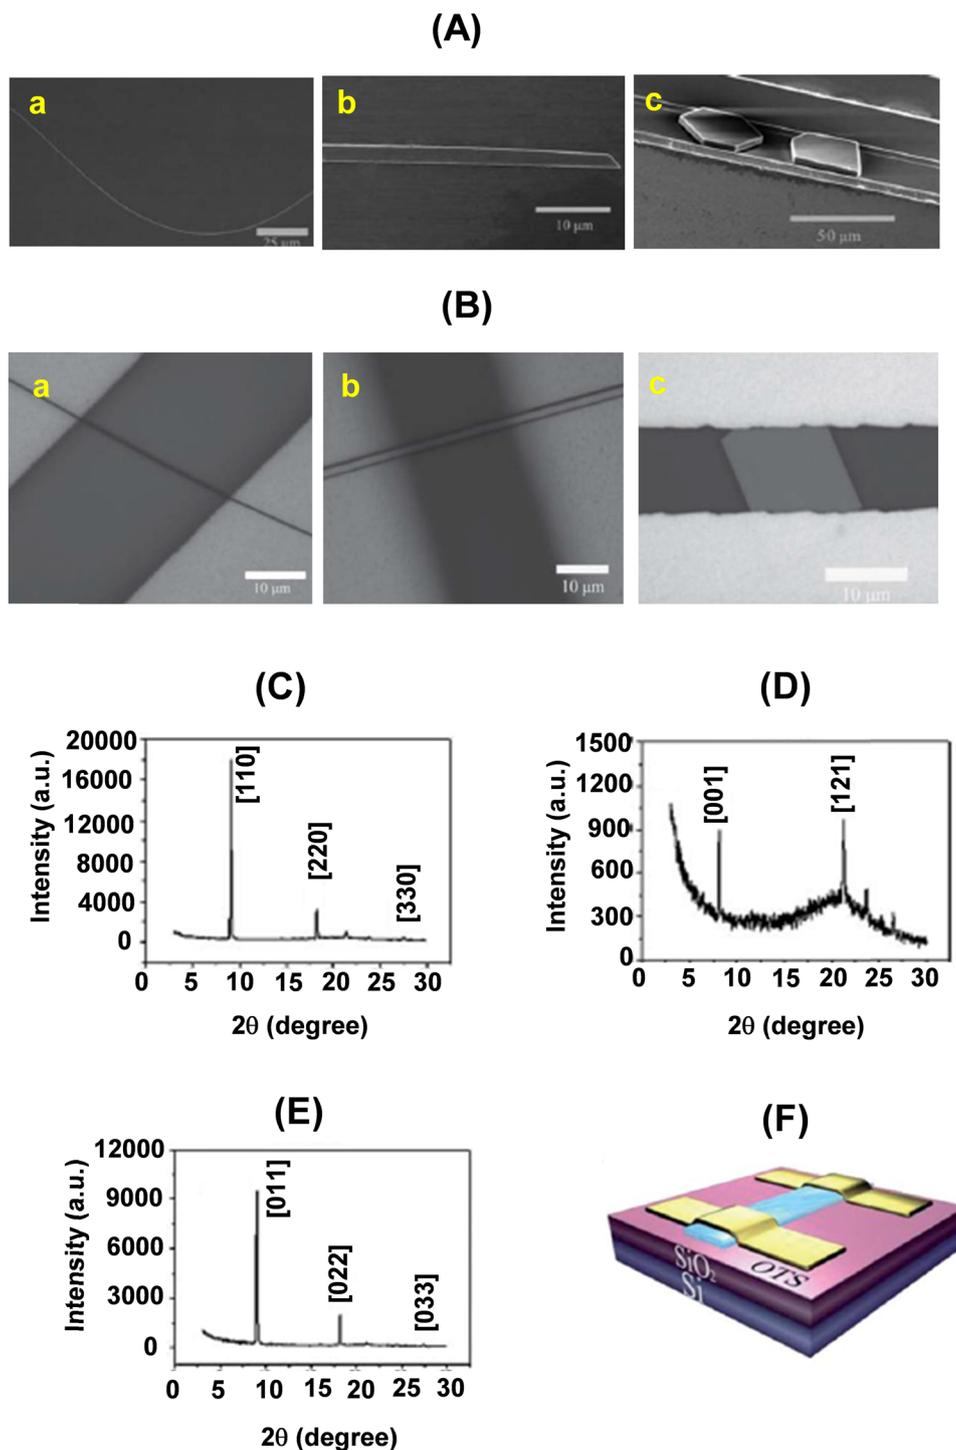 (A)
a
b
c
25 μm
10 μm
50 μm
(B)
a
b
c
10 μm
10 μm
10 μm
(C)
20000
16000
12000
8000
4000
0
Intensity (a.u.)
[110]
[220]
[330]
0 5 10 15 20 25 30
2θ (degree)
(D)
1500
1200
900
600
300
0
Intensity (a.u.)
[001]
[121]
0 5 10 15 20 25 30
2θ (degree)
(E)
12000
9000
6000
3000
0
Intensity (a.u.)
[011]
[022]
[033]
0 5 10 15 20 25 30
2θ (degree)
(F)
SiO₂
OTS
Si